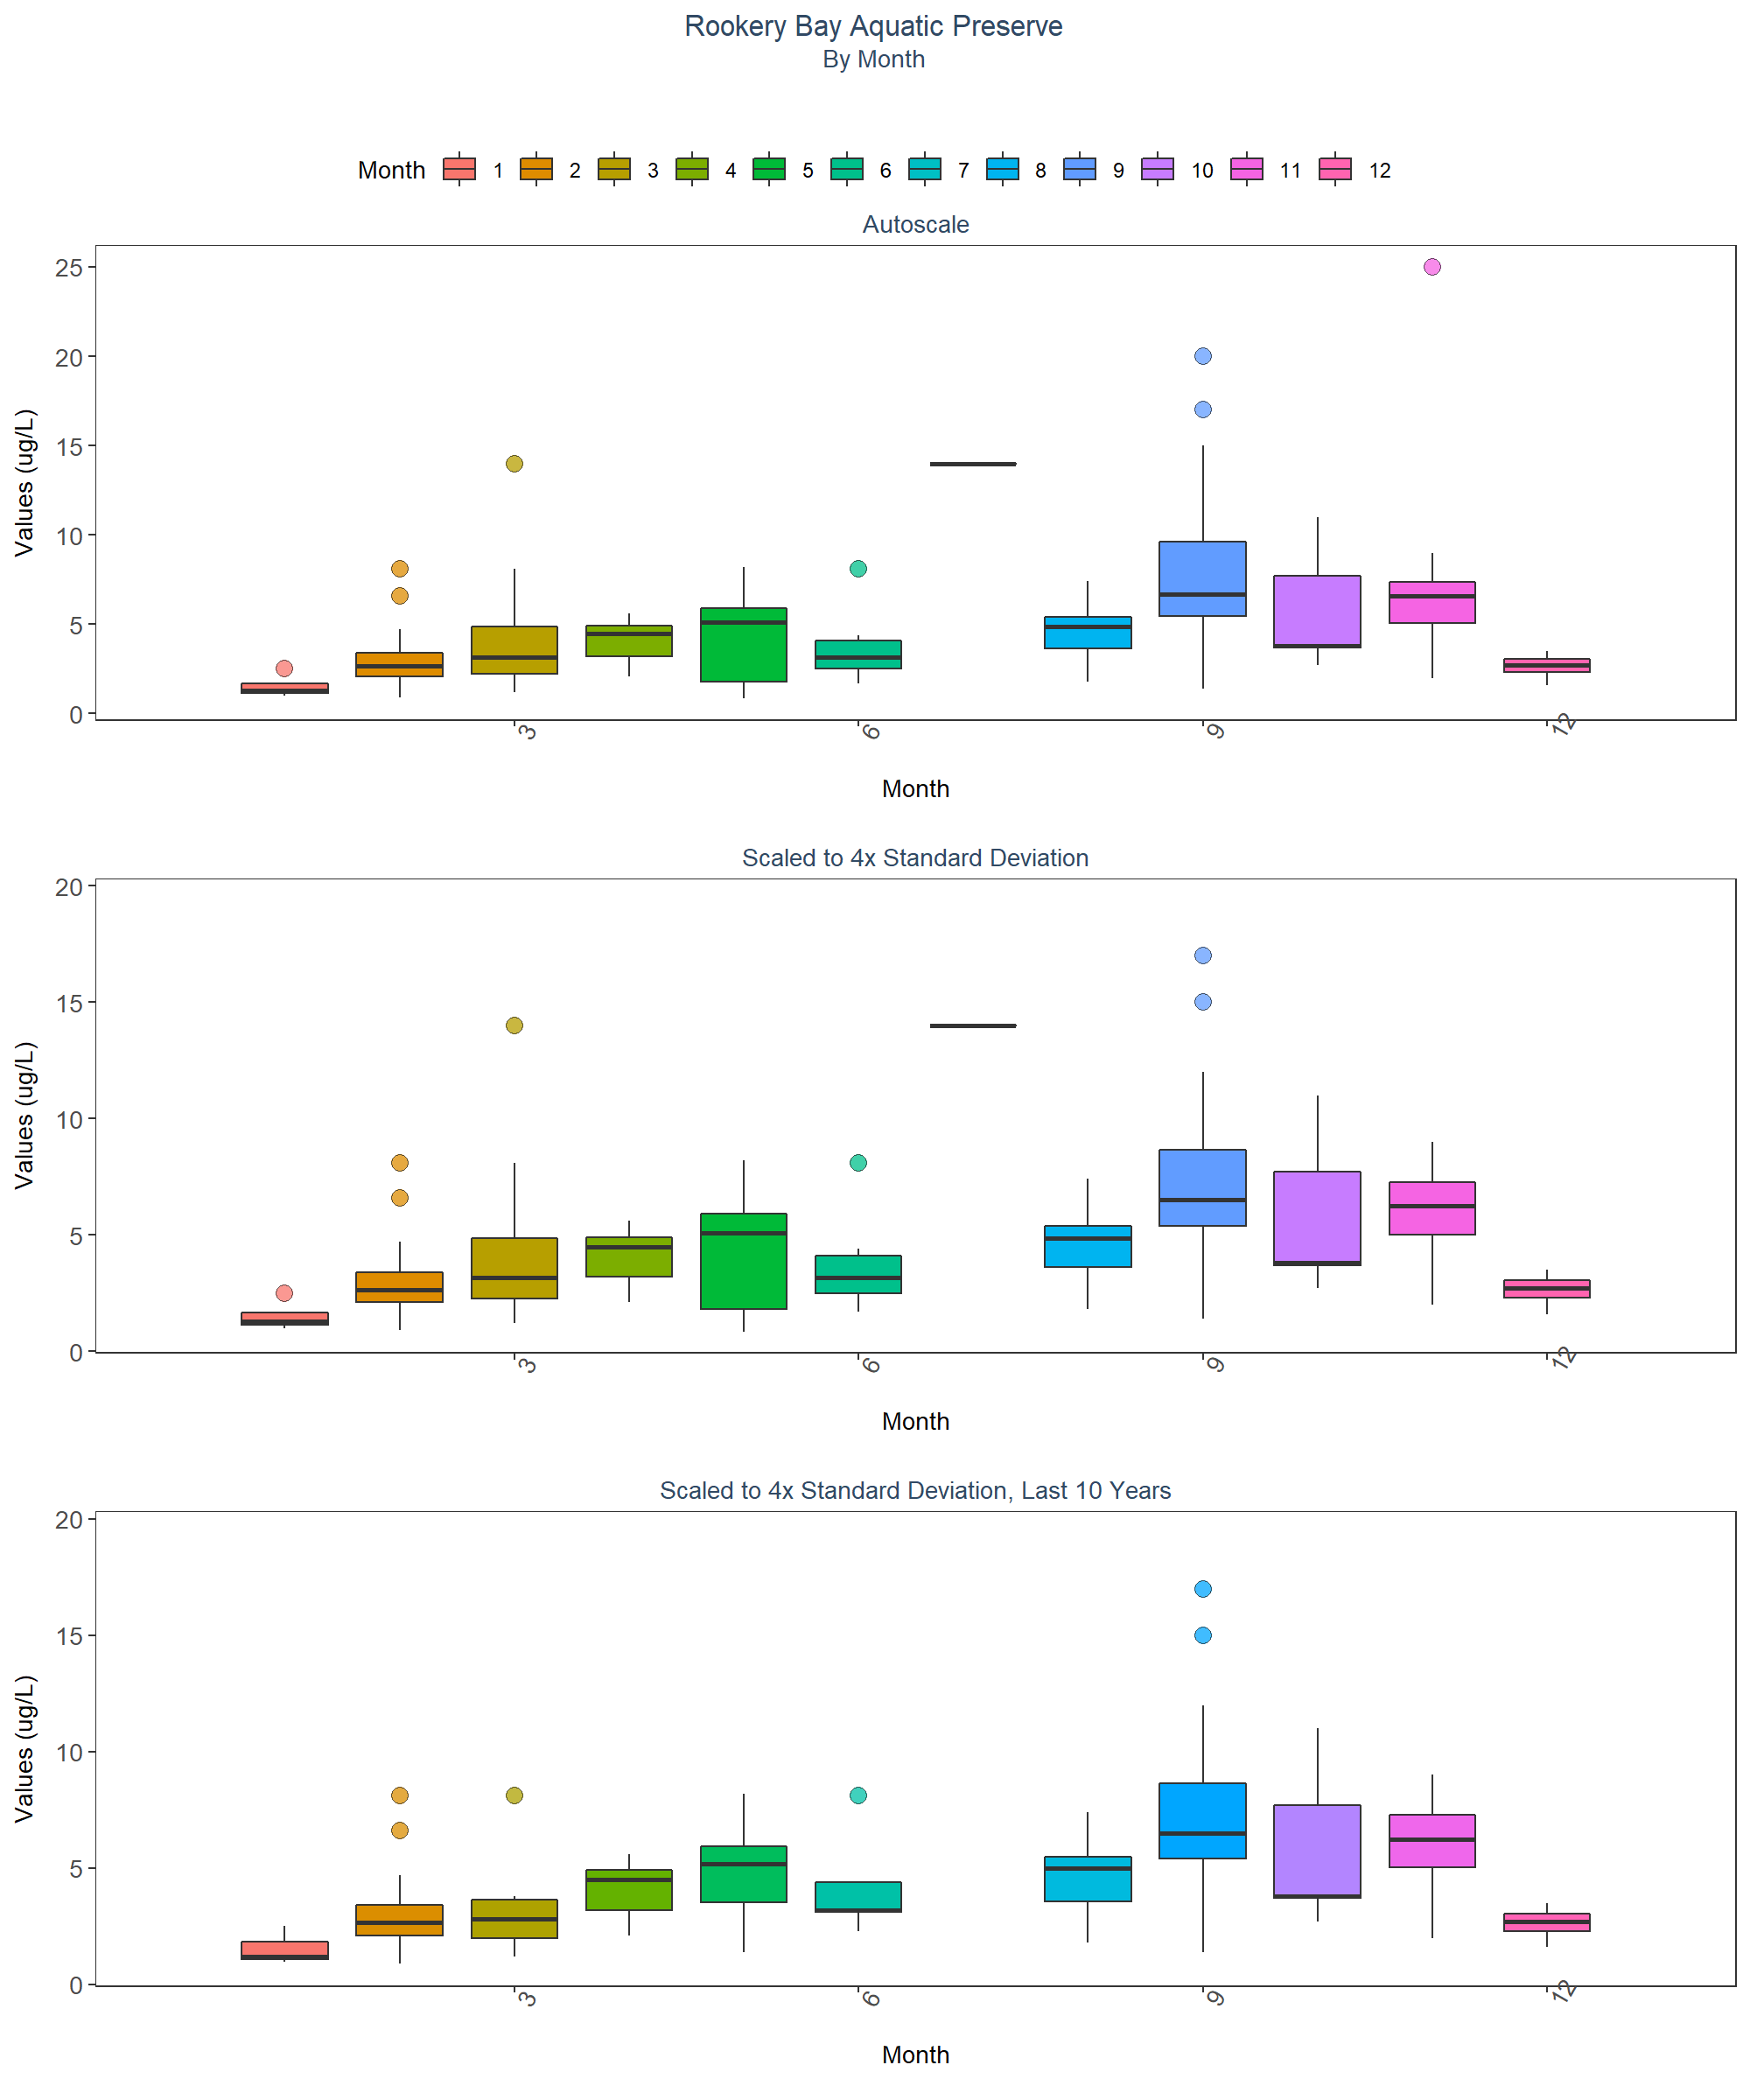 Rookery Bay Aquatic Preserve
By Month
Month 1 2 3 4 5 6 7 8 9 10 11 12
Autoscale
Values (ug/L)
25
20
15
10
5
0
3 6 9 12
Month
Scaled to 4x Standard Deviation
Values (ug/L)
20
15
10
5
0
3 6 9 12
Month
Scaled to 4x Standard Deviation, Last 10 Years
Values (ug/L)
20
15
10
5
0
3 6 9 12
Month